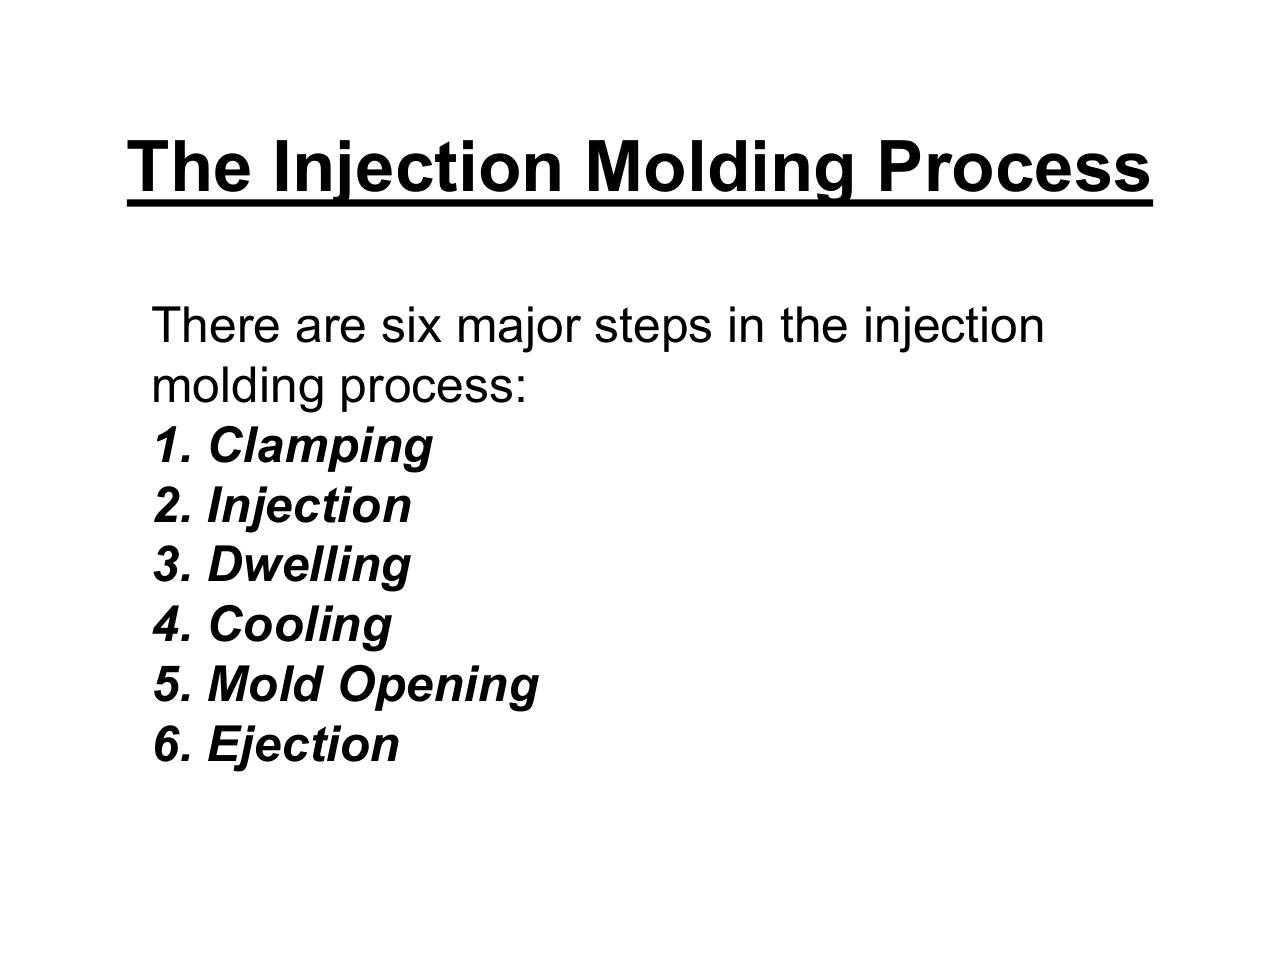 The Injection Molding Process
There are six major steps in the injection
molding process:
1. Clamping
2. Injection
3. Dwelling
4. Cooling
5. Mold Opening
6. Ejection